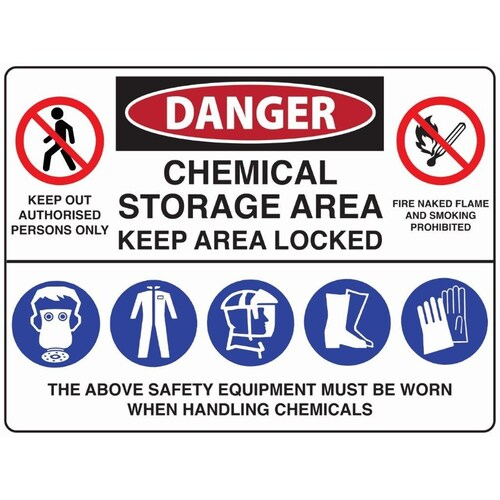 DANGER
KEEP OUT
AUTHORISED
PERSONS ONLY
CHEMICAL
STORAGE AREA
KEEP AREA LOCKED
FIRE NAKED FLAME
AND SMOKING
PROHIBITED
THE ABOVE SAFETY EQUIPMENT MUST BE WORN
WHEN HANDLING CHEMICALS